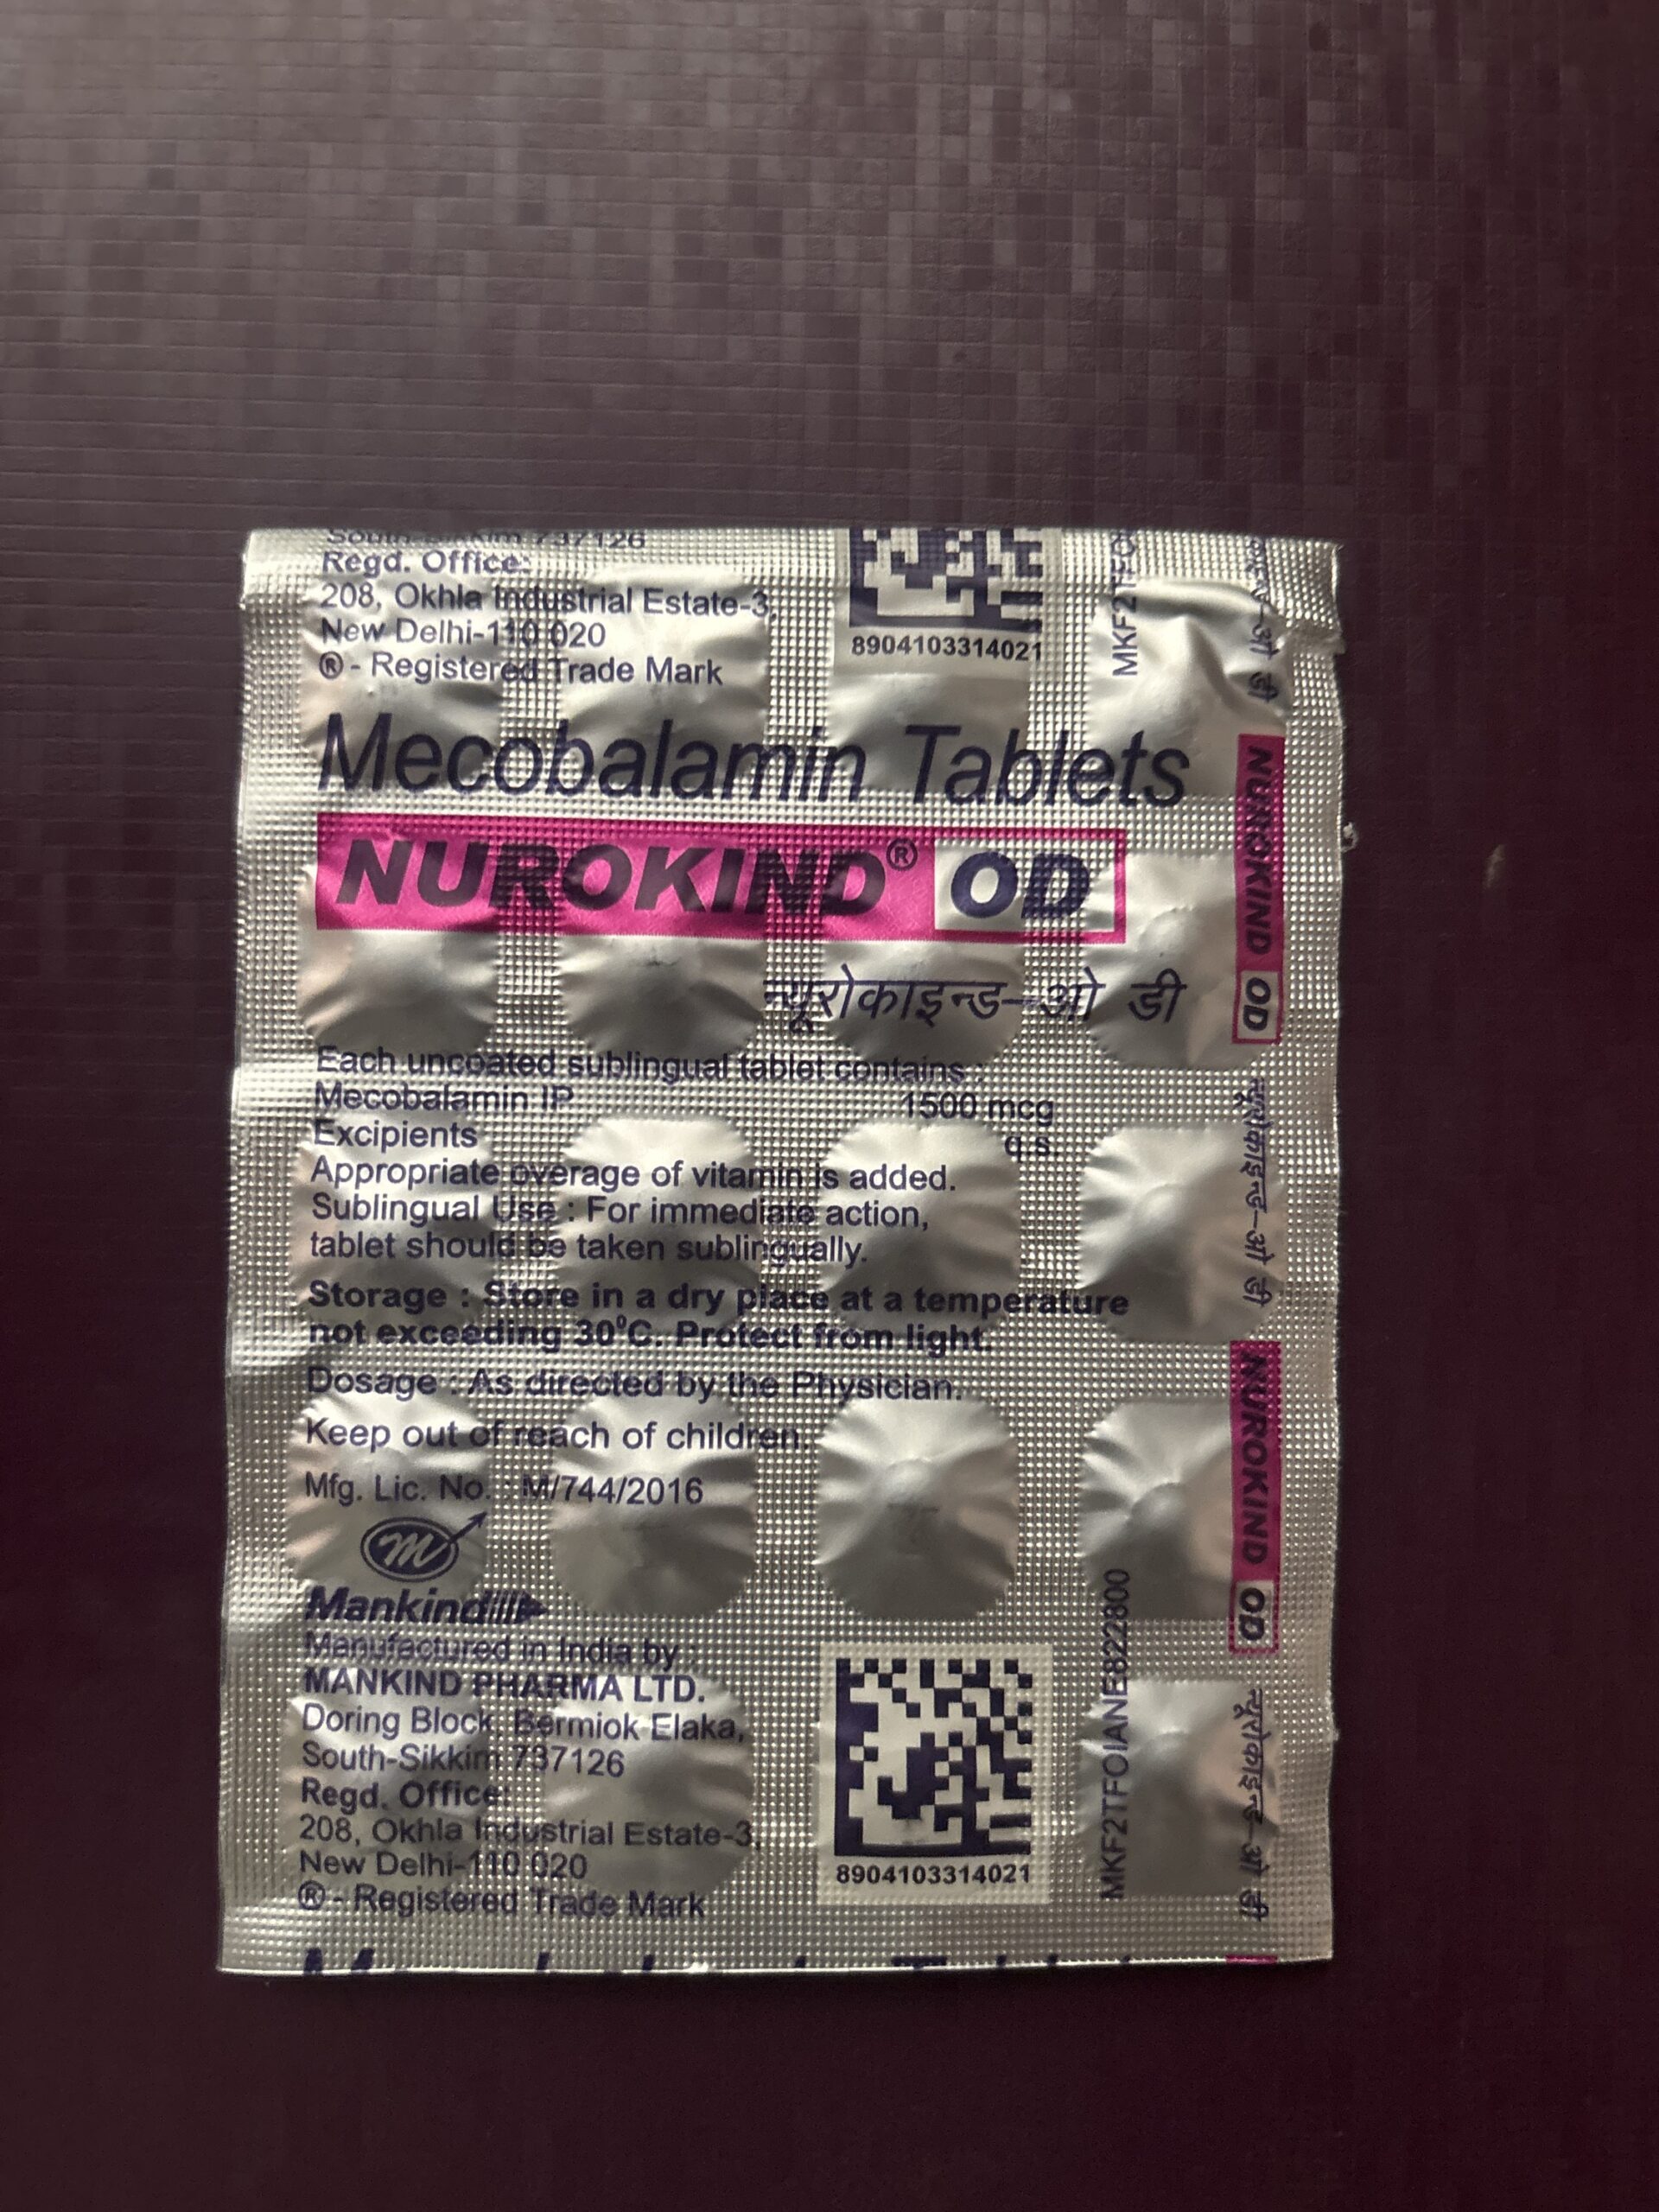 South-Sikkim 737126
Regd. Office:
208, Okhla Industrial Estate-3,
New Delhi-110 020
® - Registered Trade Mark
8904103314021
Mecobalamin Tablets
NUROKIND® OD
न्यूरोकाइन्ड-ओ डी
Each uncoated sublingual tablet contains :
Mecobalamin IP 1500 mcg
Excipients q.s.
Appropriate overage of vitamin is added.
Sublingual Use : For immediate action,
tablet should be taken sublingually.
Storage : Store in a dry place at a temperature
not exceeding 30⁰C. Protect from light.
Dosage : As directed by the Physician.
Keep out of reach of children.
Mfg. Lic. No. : M/744/2016
m
Mankind
Manufactured in India by :
MANKIND PHARMA LTD.
Doring Block, Bermiok Elaka,
South-Sikkim 737126
Regd. Office:
208, Okhla Industrial Estate-3,
New Delhi-110 020
® - Registered Trade Mark
8904103314021
MKF2TFOIANE822800
NUROKIND OD
न्यूरोकाइन्ड-ओ डी
NUROKIND OD
न्यूरोकाइन्ड-ओ डी